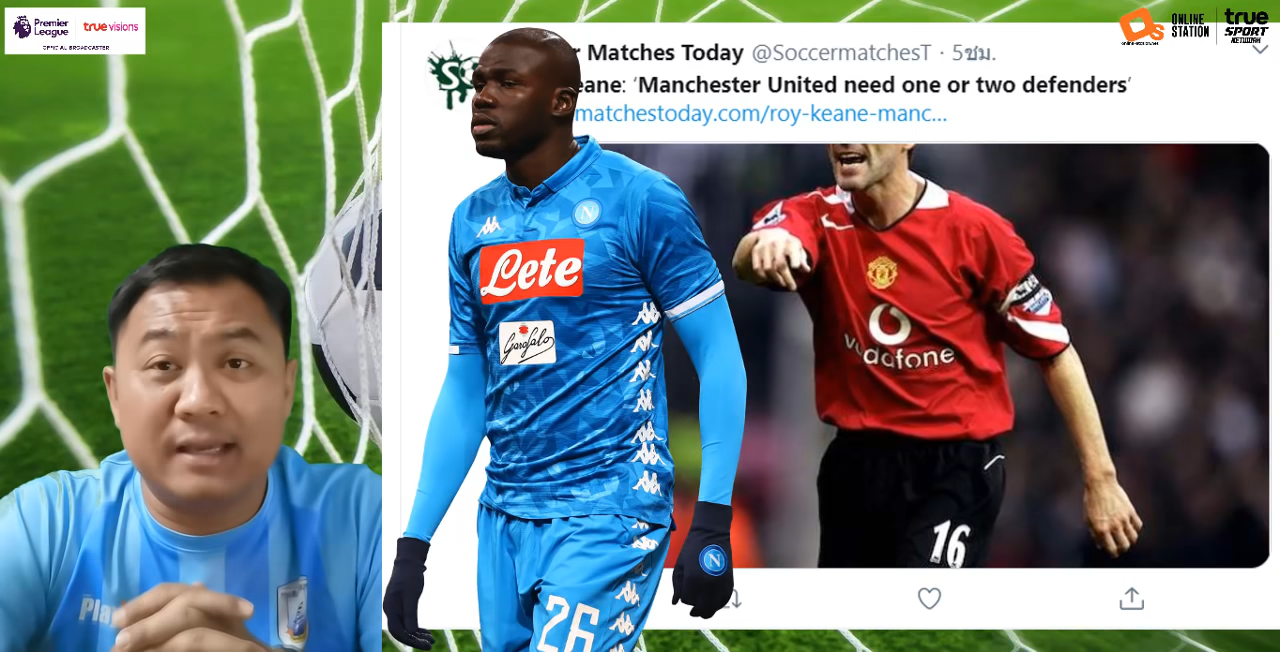 Premier League
true visions
OFFICIAL BROADCASTER
ONLINE STATION
true SPORT NETWORK
r Matches Today @SoccermatchesT · 5ชม.
eane: ‘Manchester United need one or two defenders’
matchestoday.com/roy-keane-manc...
Lete
Garofalo
N
26
vodafone
16
Pla
N